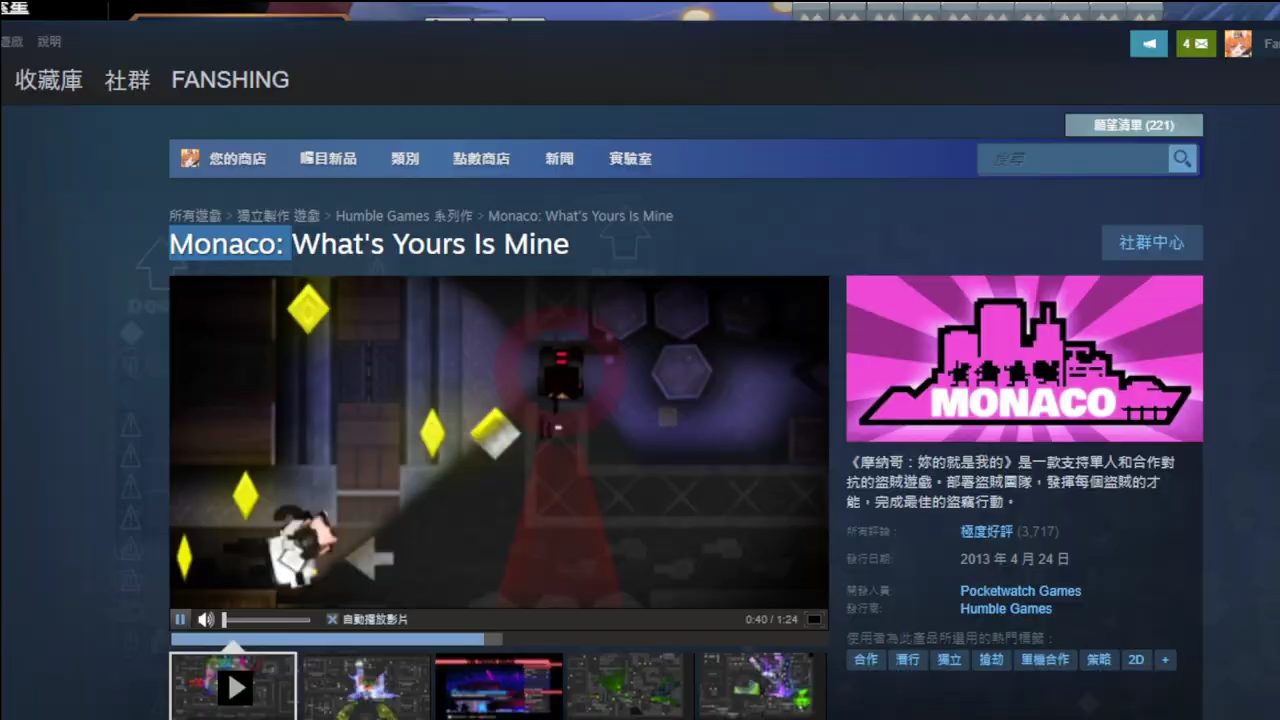 遊戲 說明
4
Fa
收藏庫 社群 FANSHING
願望清單 (221)
您的商店 矚目新品 類別 點數商店 新聞 實驗室
搜尋
所有遊戲 > 獨立製作 遊戲 > Humble Games 系列作 > Monaco: What's Yours Is Mine
Monaco: What's Yours Is Mine
社群中心
MONACO
《摩納哥：妳的就是我的》是一款支持單人和合作對
抗的盜賊遊戲。部署盜賊團隊，發揮每個盜賊的才
能，完成最佳的盜竊行動。
所有評論：
極度好評 (3,717)
發行日期：
2013 年 4 月 24 日
開發人員
Pocketwatch Games
發行商：
Humble Games
自動播放影片
0:40 / 1:24
使用者為此產品所選用的熱門標籤：
合作 潛行 獨立 搶劫 單機合作 策略 2D +